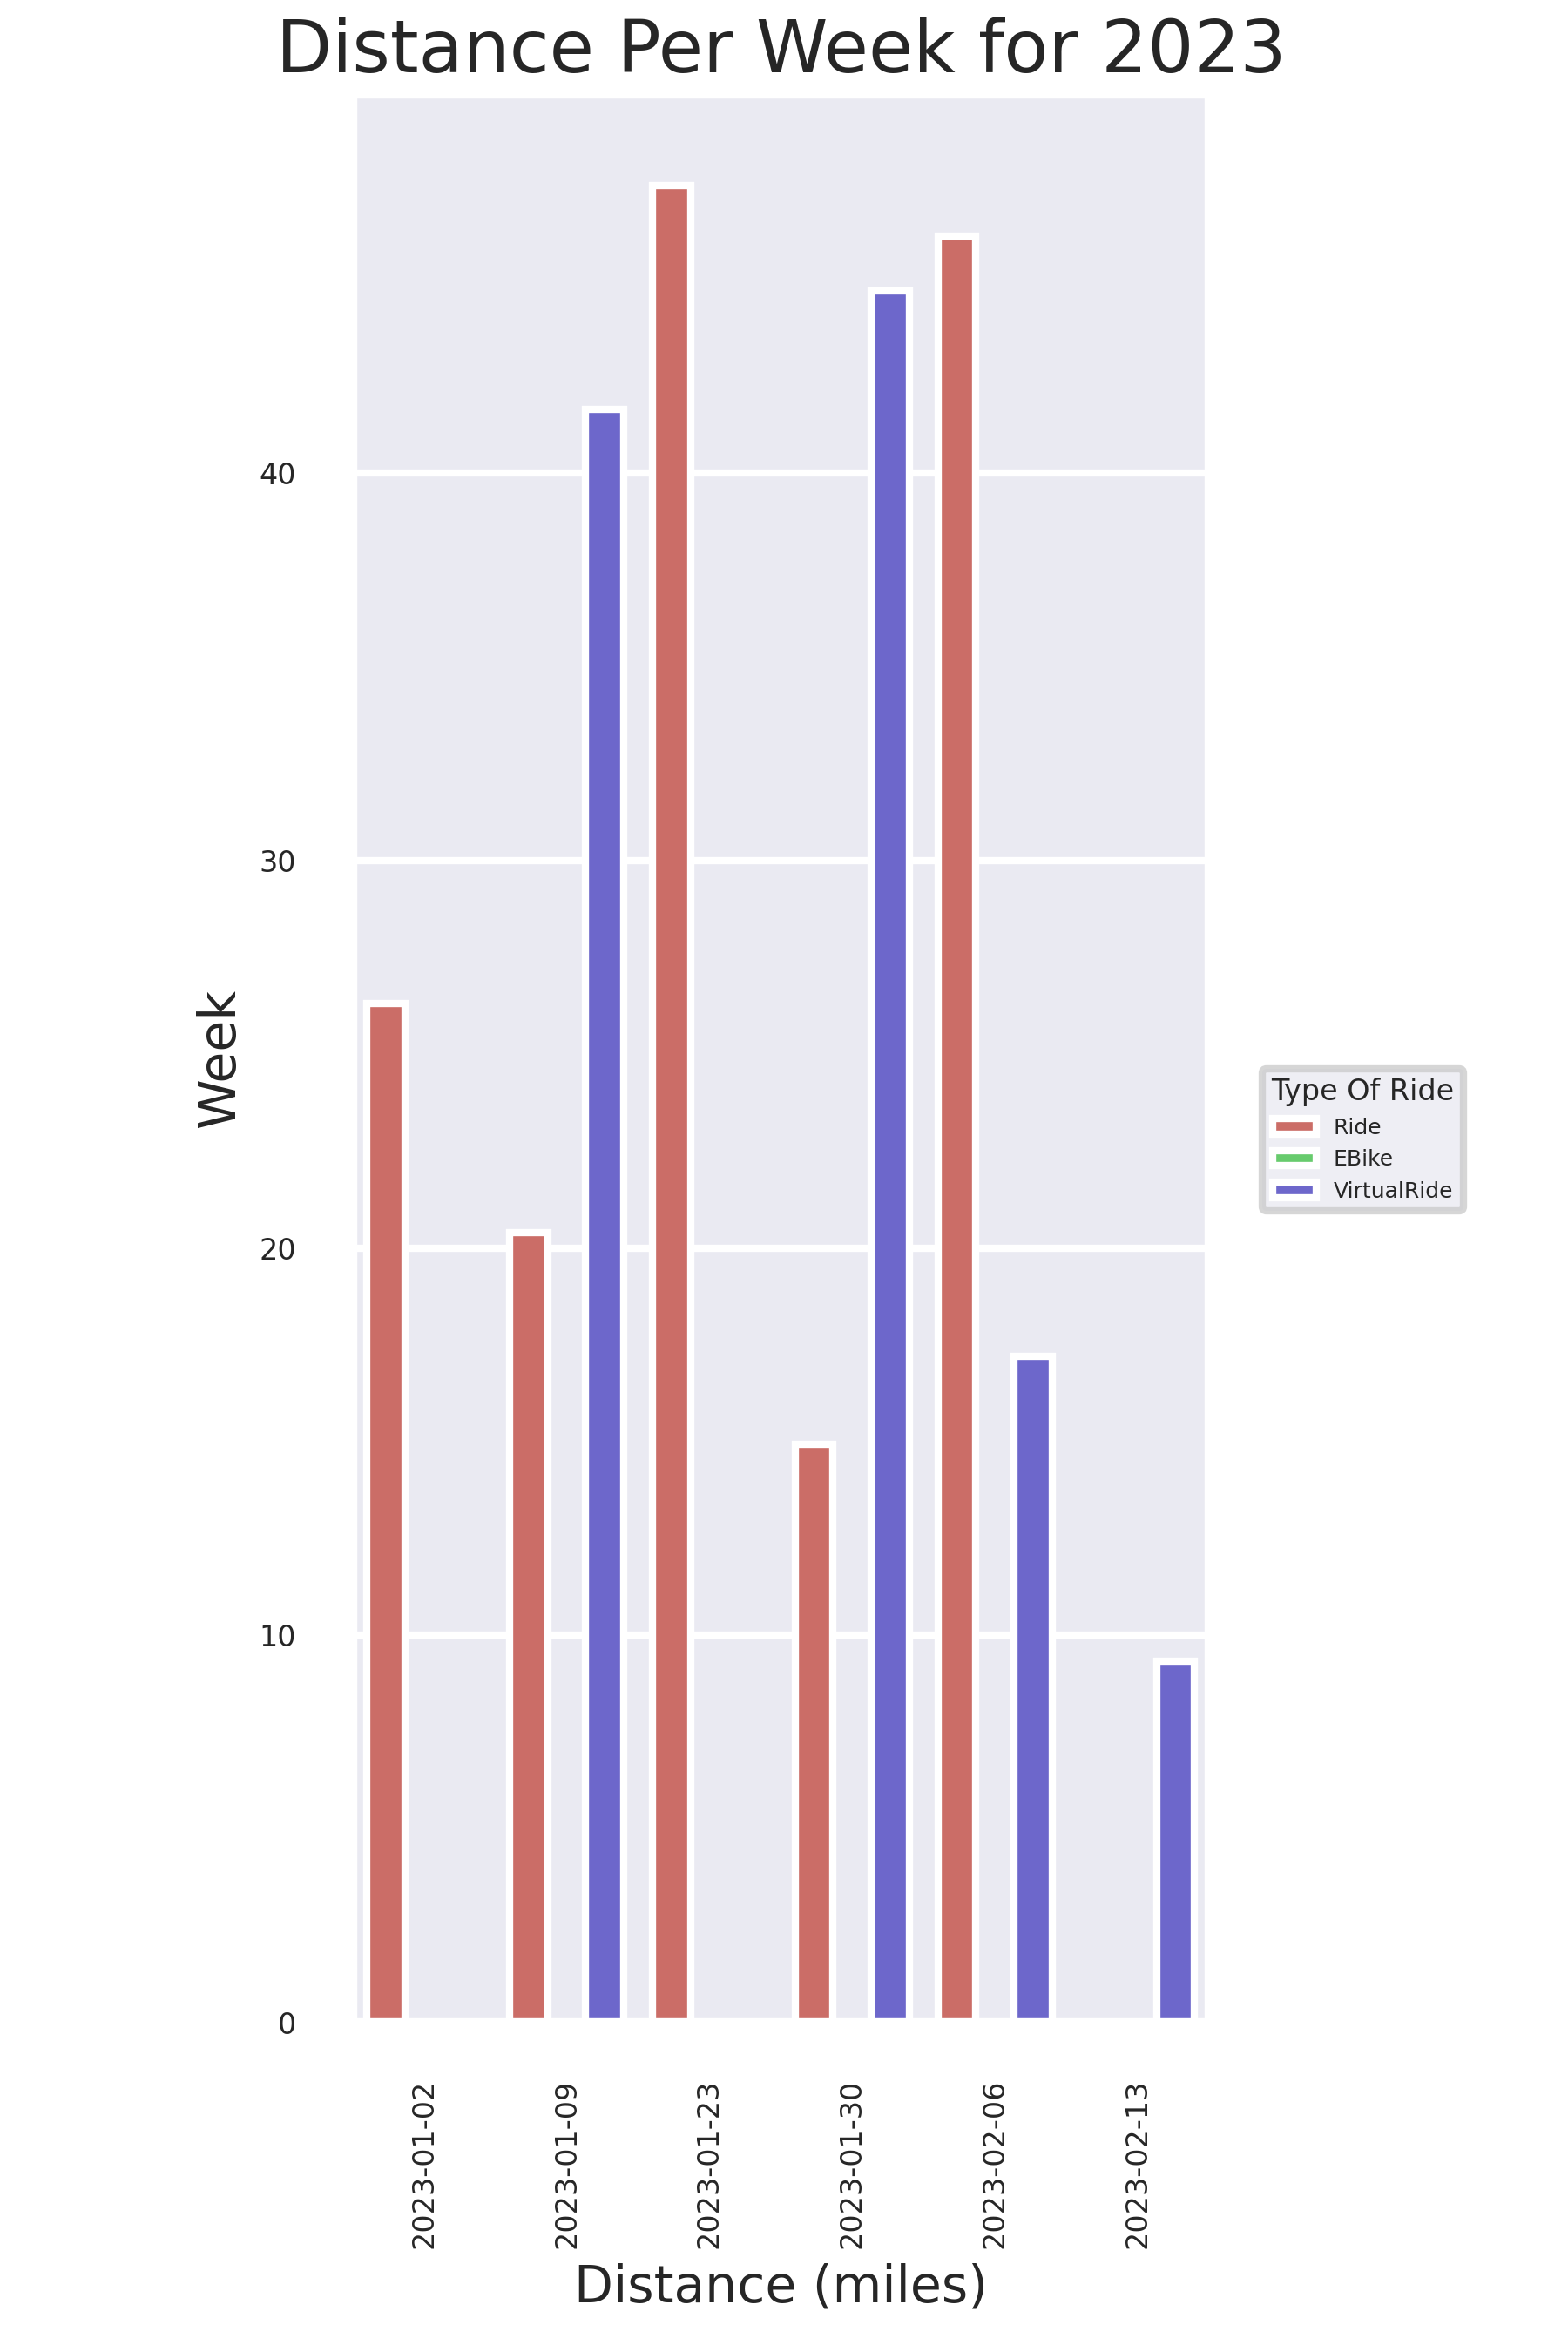 Distance Per Week for 2023
Week
40
30
20
10
0
Type Of Ride
Ride
EBike
VirtualRide
2023-01-02
2023-01-09
2023-01-23
2023-01-30
2023-02-06
2023-02-13
Distance (miles)